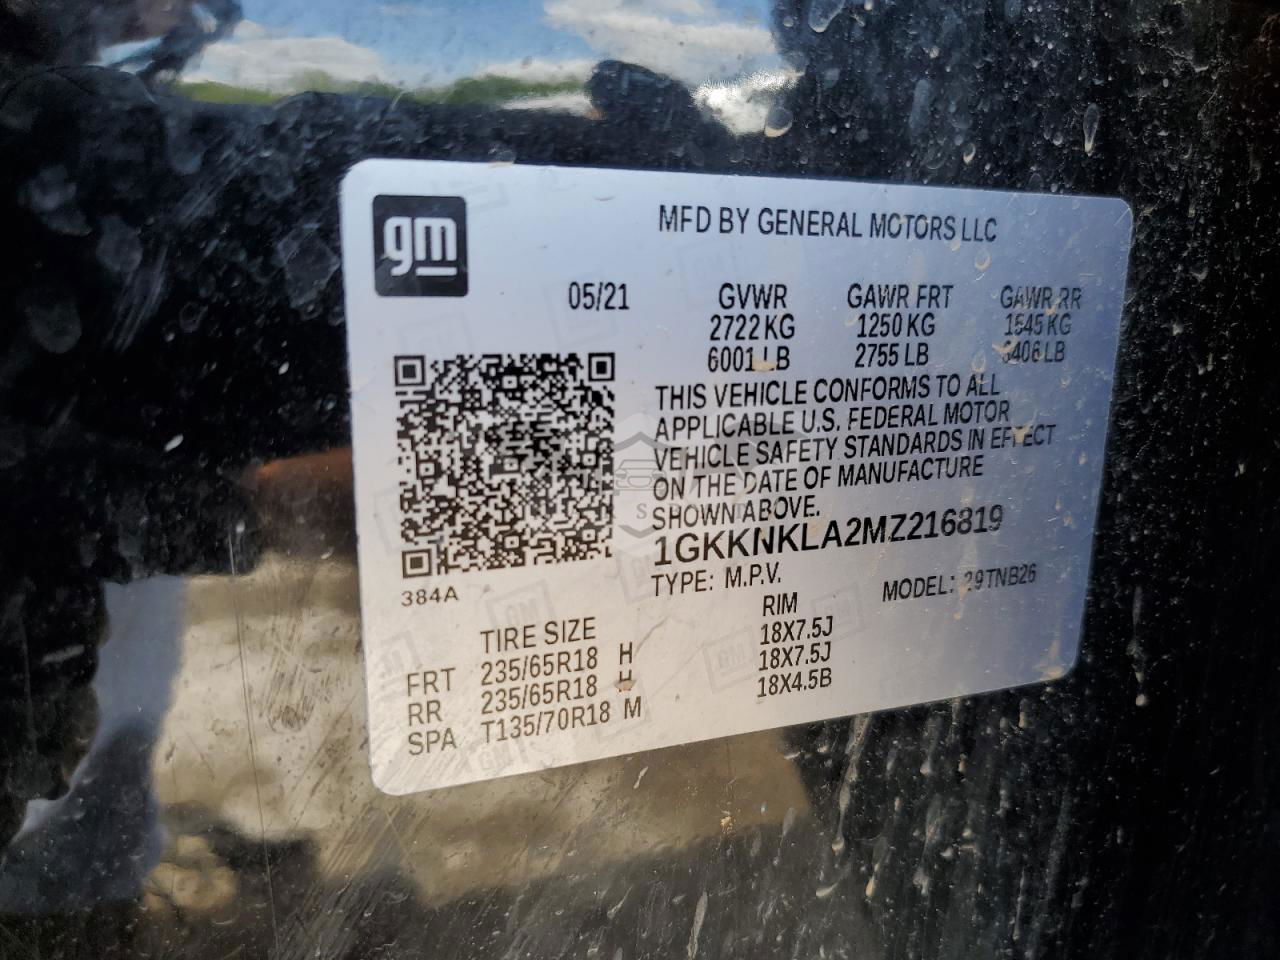 gm
MFD BY GENERAL MOTORS LLC
05/21 GVWR GAWR FRT GAWR RR
2722 KG 1250 KG 1545 KG
6001 LB 2755 LB 3406 LB
THIS VEHICLE CONFORMS TO ALL
APPLICABLE U.S. FEDERAL MOTOR
VEHICLE SAFETY STANDARDS IN EFFECT
ON THE DATE OF MANUFACTURE
SHOWN ABOVE.
1GKKNKLA2MZ216819
TYPE: M.P.V. MODEL: 29TNB26
384A
TIRE SIZE RIM
FRT 235/65R18 H 18X7.5J
RR 235/65R18 H 18X7.5J
SPA T135/70R18 M 18X4.5B